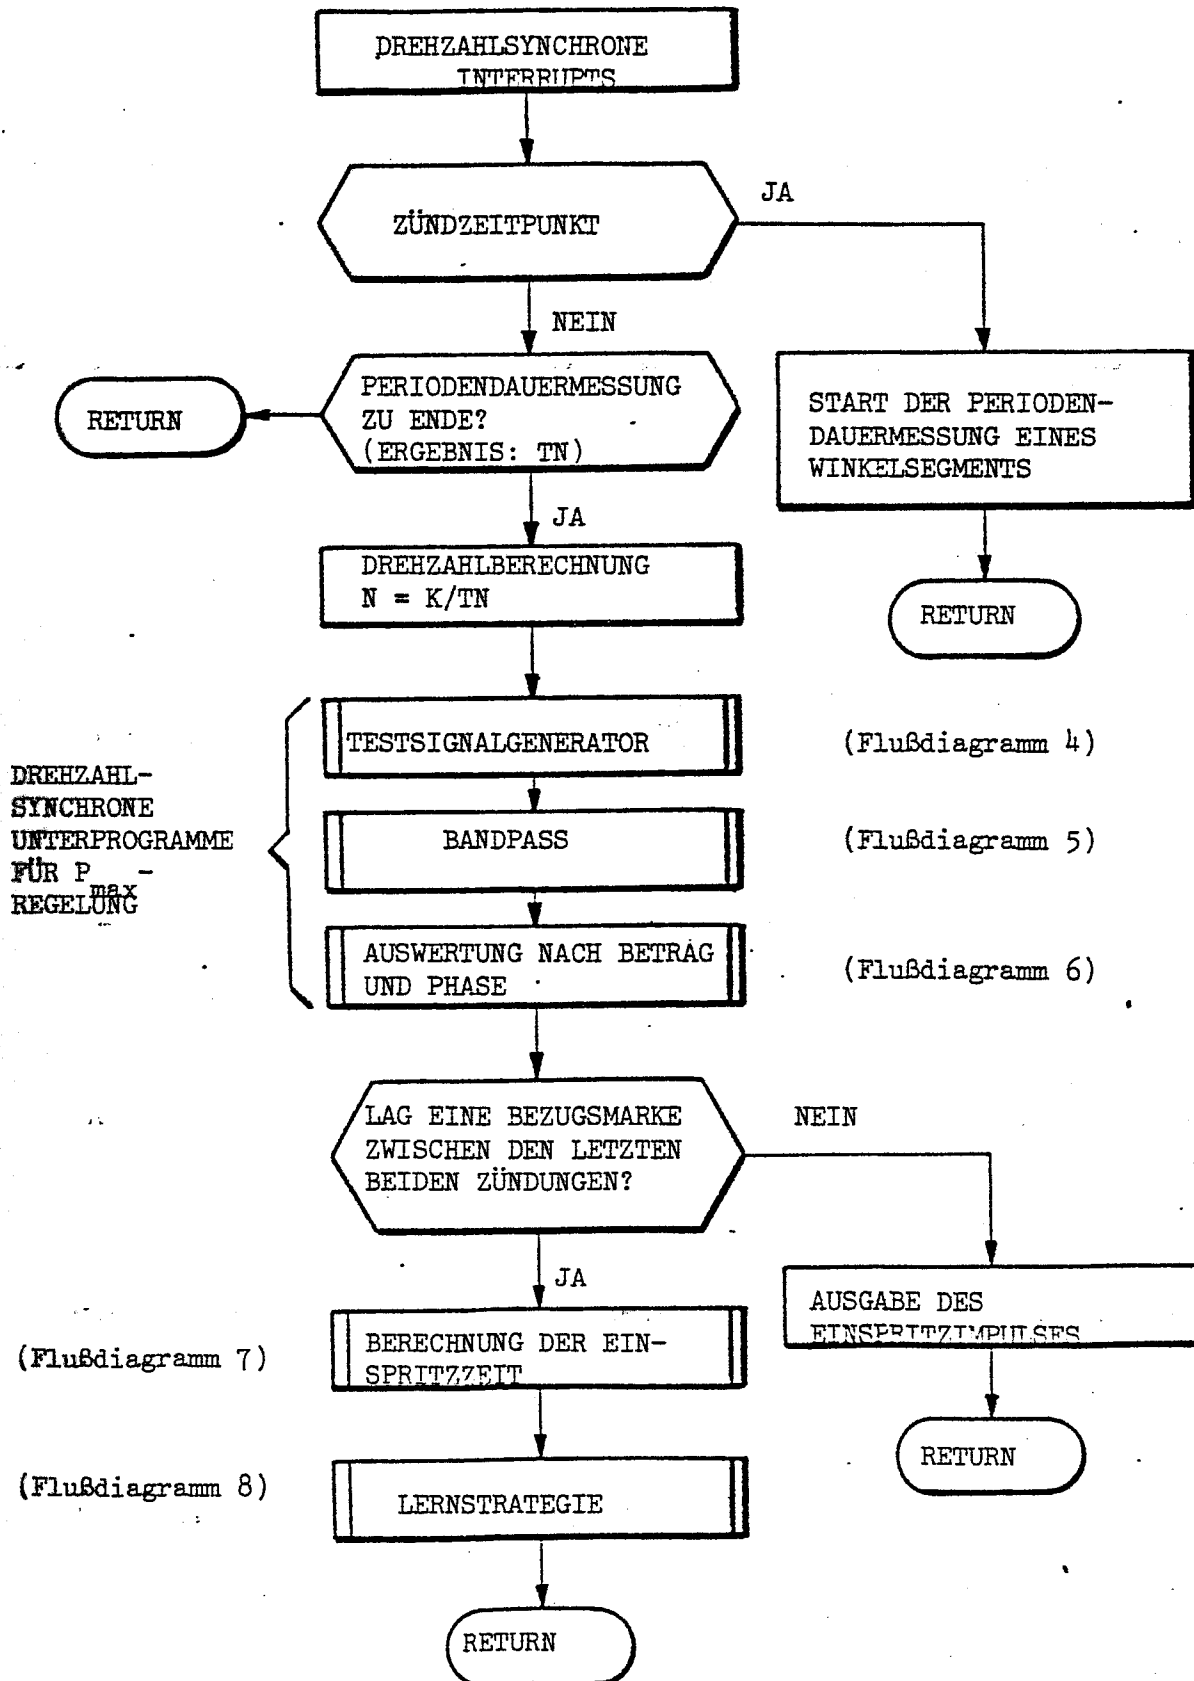 DREHZAHLSYNCHRONE
INTERRUPTS
ZÜNDZEITPUNKT
JA
NEIN
PERIODENDAUERMESSUNG
ZU ENDE?
(ERGEBNIS: TN)
RETURN
START DER PERIODEN-
DAUERMESSUNG EINES
WINKELSEGMENTS
JA
DREHZAHLBERECHNUNG
N = K/TN
RETURN
TESTSIGNALGENERATOR
(Flußdiagramm 4)
DREHZAHL-
SYNCHRONE
UNTERPROGRAMME
FÜR Pmax-
REGELUNG
BANDPASS
(Flußdiagramm 5)
AUSWERTUNG NACH BETRAG
UND PHASE
(Flußdiagramm 6)
LAG EINE BEZUGSMARKE
ZWISCHEN DEN LETZTEN
BEIDEN ZÜNDUNGEN?
NEIN
JA
AUSGABE DES
EINSPRITZIMPULSES
BERECHNUNG DER EIN-
SPRITZZEIT
(Flußdiagramm 7)
RETURN
(Flußdiagramm 8)
LERNSTRATEGIE
RETURN